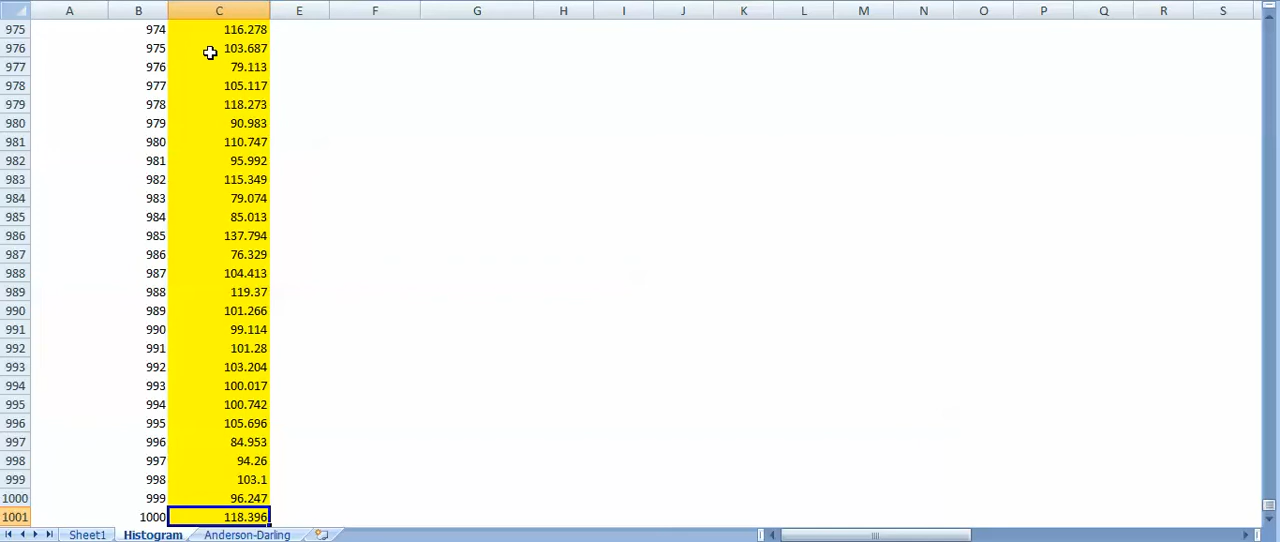 A B C E F G H I J K L M N O P Q R S
975 974 116.278
976 975 103.687
977 976 79.113
978 977 105.117
979 978 118.273
980 979 90.983
981 980 110.747
982 981 95.992
983 982 115.349
984 983 79.074
985 984 85.013
986 985 137.794
987 986 76.329
988 987 104.413
989 988 119.37
990 989 101.266
991 990 99.114
992 991 101.28
993 992 103.204
994 993 100.017
995 994 100.742
996 995 105.696
997 996 84.953
998 997 94.26
999 998 103.1
1000 999 96.247
1001 1000 118.396
Sheet1 Histogram Anderson-Darling